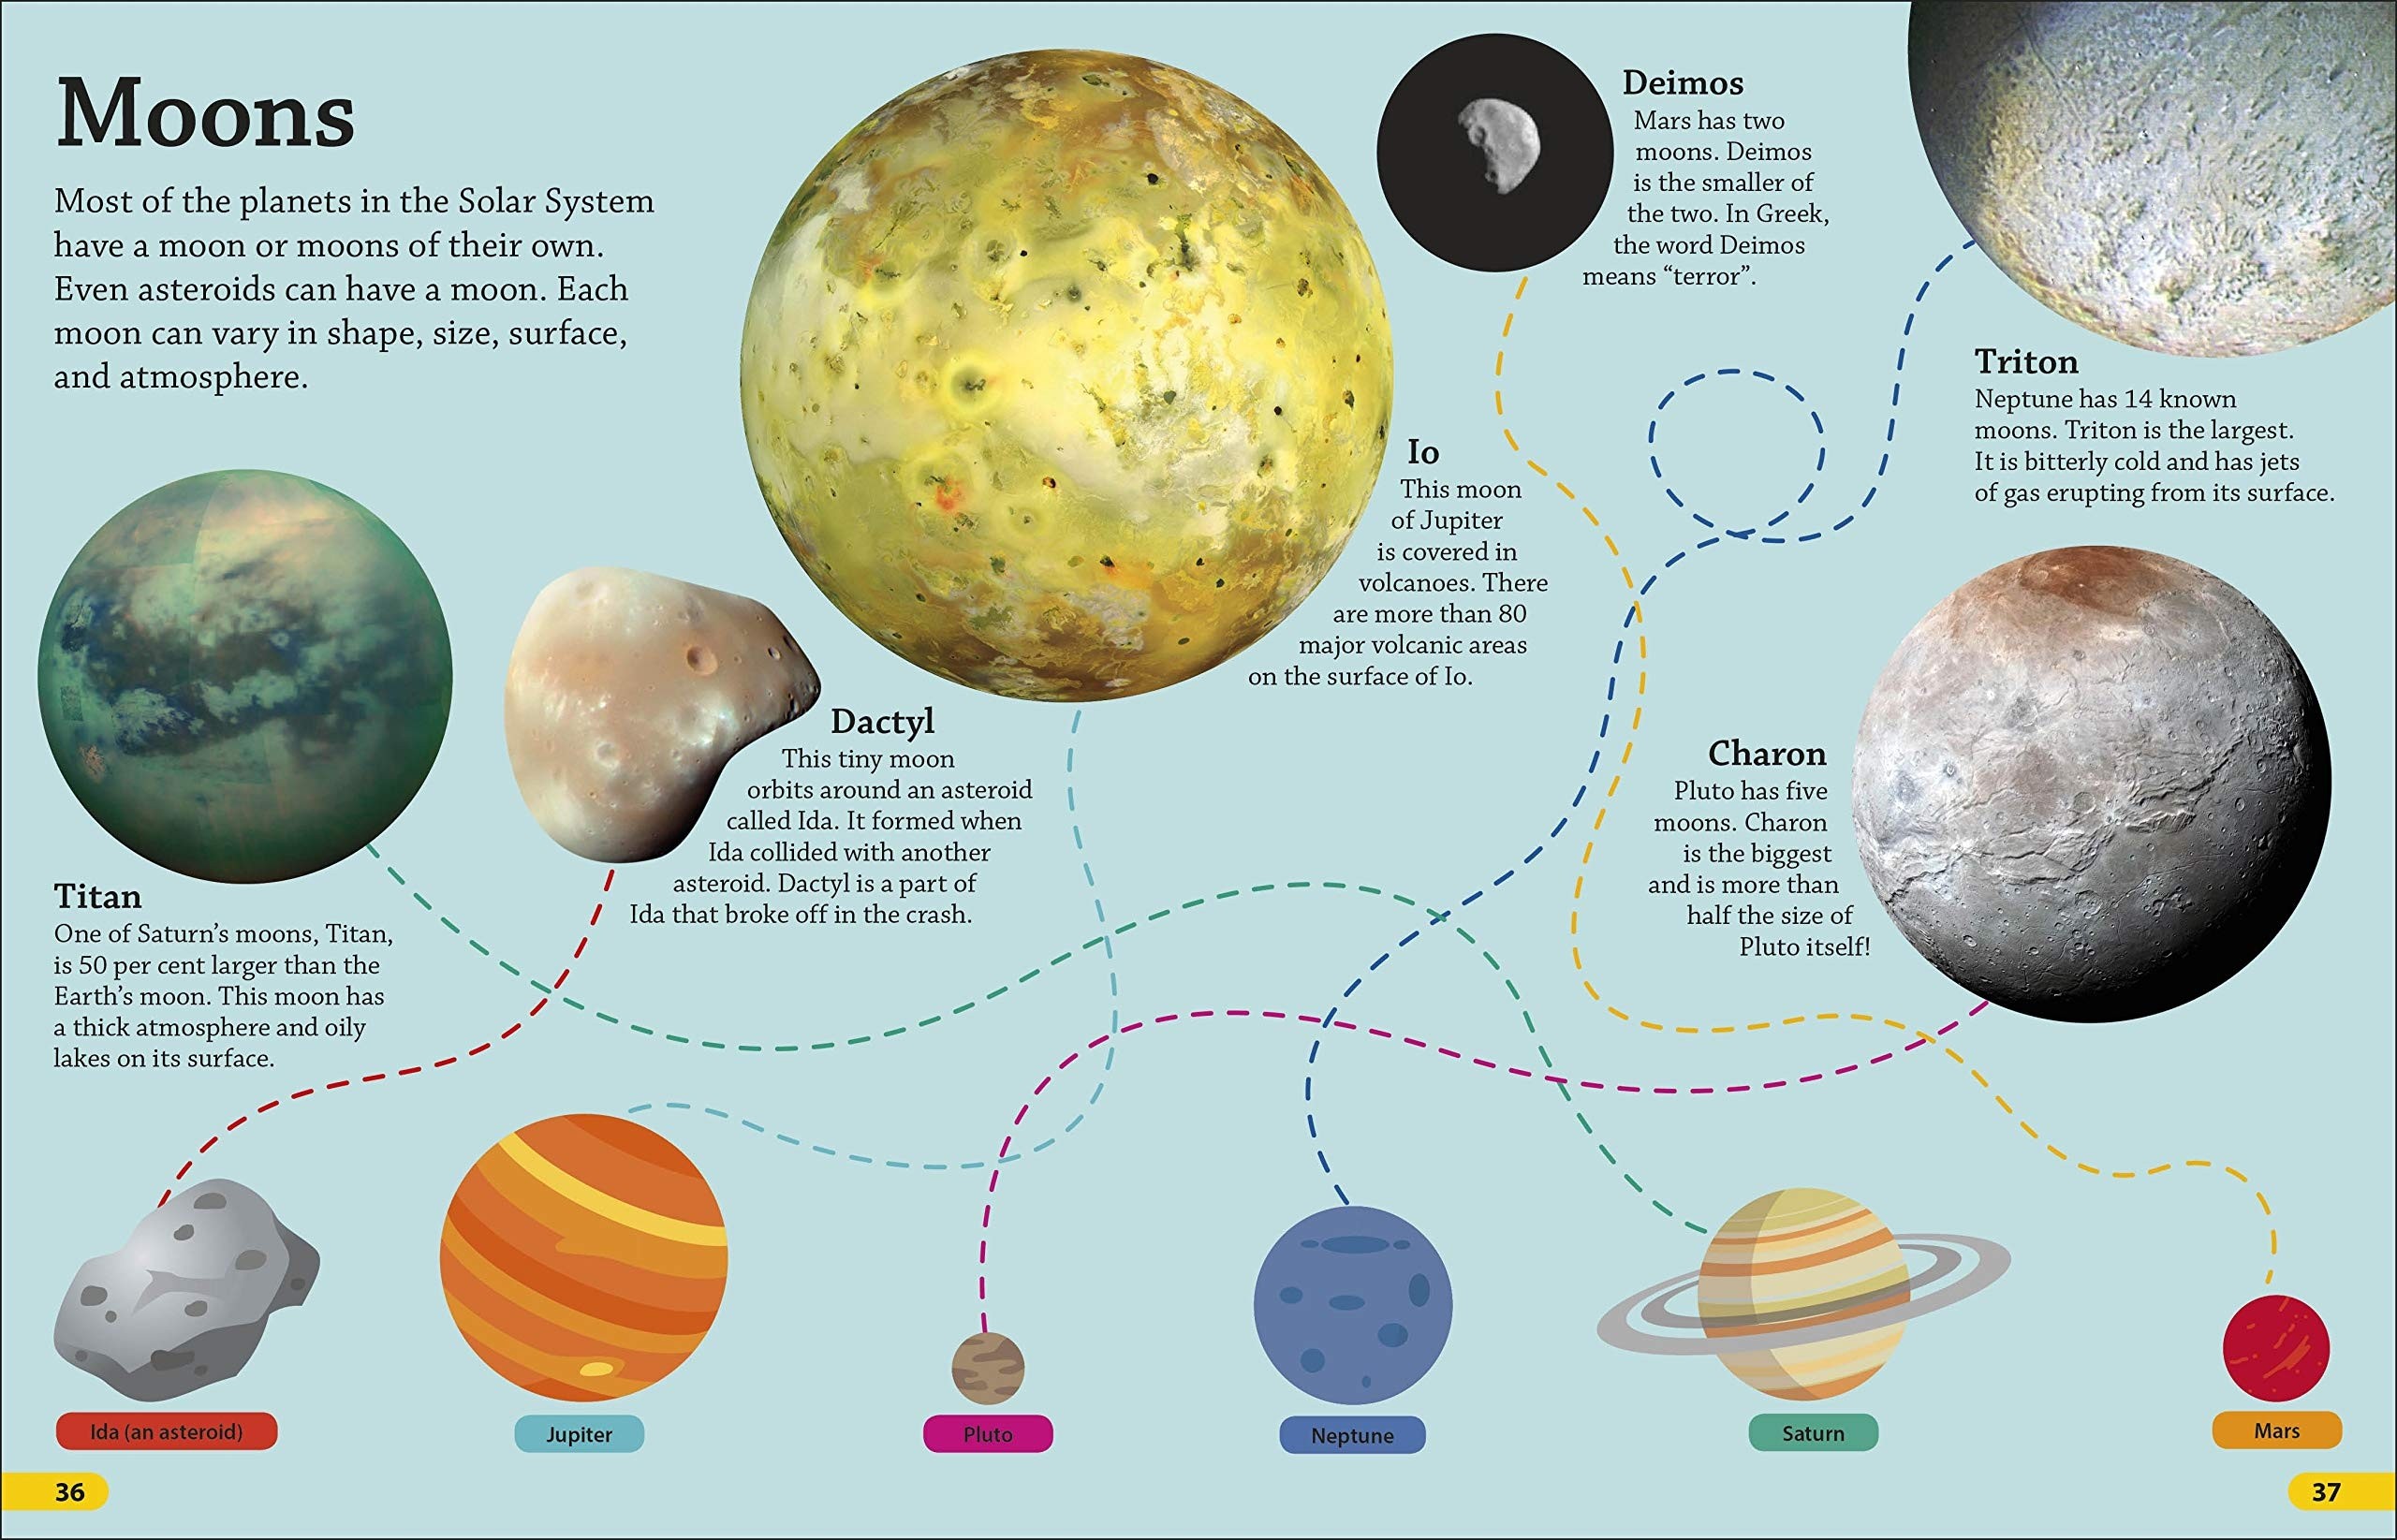 Moons
Most of the planets in the Solar System
have a moon or moons of their own.
Even asteroids can have a moon. Each
moon can vary in shape, size, surface,
and atmosphere.
Deimos
Mars has two
moons. Deimos
is the smaller of
the two. In Greek,
the word Deimos
means “terror”.
Triton
Neptune has 14 known
moons. Triton is the largest.
It is bitterly cold and has jets
of gas erupting from its surface.
Io
This moon
of Jupiter
is covered in
volcanoes. There
are more than 80
major volcanic areas
on the surface of Io.
Dactyl
This tiny moon
orbits around an asteroid
called Ida. It formed when
Ida collided with another
asteroid. Dactyl is a part of
Ida that broke off in the crash.
Charon
Pluto has five
moons. Charon
is the biggest
and is more than
half the size of
Pluto itself!
Titan
One of Saturn’s moons, Titan,
is 50 per cent larger than the
Earth’s moon. This moon has
a thick atmosphere and oily
lakes on its surface.
Ida (an asteroid)
Jupiter
Pluto
Neptune
Saturn
Mars
36
37